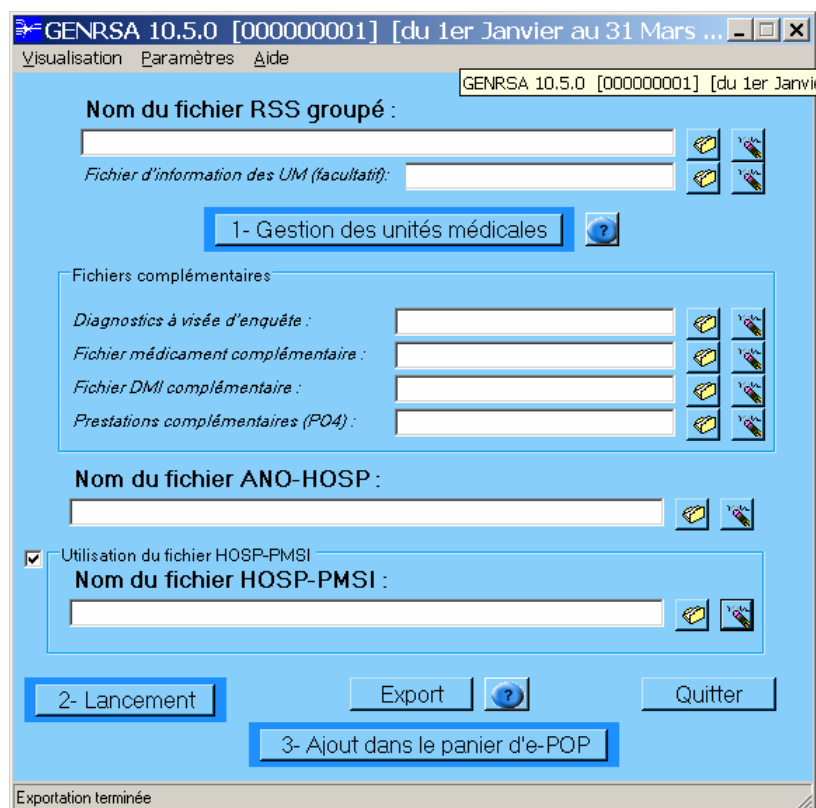 GENRSA 10.5.0 [000000001] [du 1er Janvier au 31 Mars ...
Visualisation Paramètres Aide
GENRSA 10.5.0 [000000001] [du 1er Janvi
Nom du fichier RSS groupé :
Fichier d'information des UM (facultatif):
1- Gestion des unités médicales
?
Fichiers complémentaires
Diagnostics à visée d'enquête :
Fichier médicament complémentaire :
Fichier DMI complémentaire :
Prestations complémentaires (PO4) :
Nom du fichier ANO-HOSP :
Utilisation du fichier HOSP-PMSI
Nom du fichier HOSP-PMSI :
2- Lancement
Export
?
Quitter
3- Ajout dans le panier d'e-POP
Exportation terminée